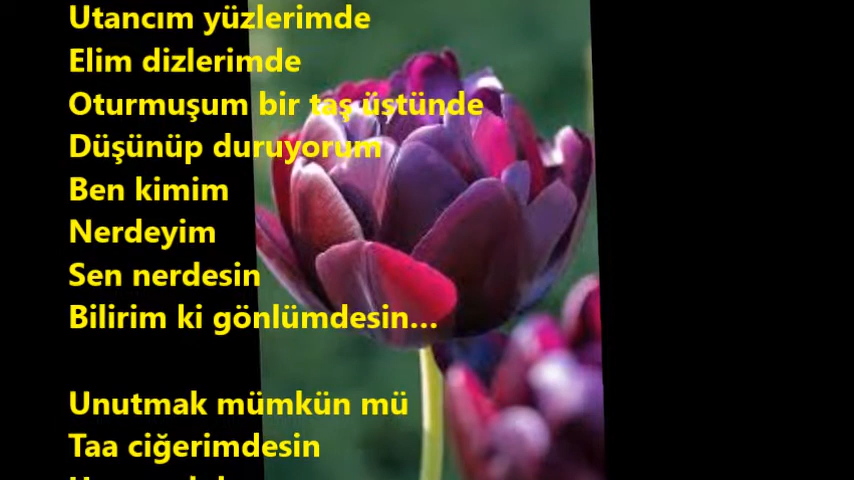 Utancım yüzlerimde
Elim dizlerimde
Oturmuşum bir taş üstünde
Düşünüp duruyorum
Ben kimim
Nerdeyim
Sen nerdesin
Bilirim ki gönlümdesin...
Unutmak mümkün mü
Taa ciğerimdesin